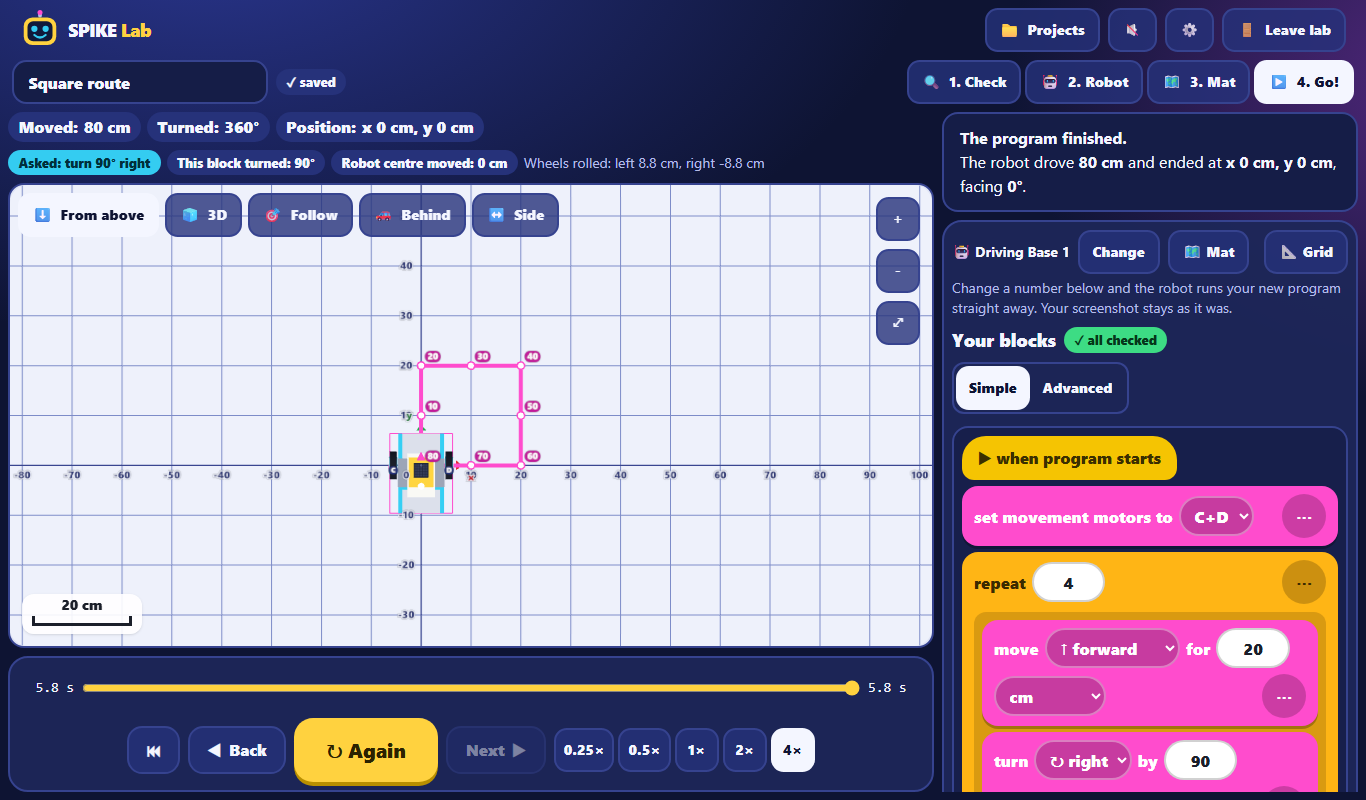 SPIKE Lab
Projects
Leave lab
Square route
✓ saved
1. Check
2. Robot
3. Mat
4. Go!
Moved: 80 cm
Turned: 360°
Position: x 0 cm, y 0 cm
Asked: turn 90° right
This block turned: 90°
Robot centre moved: 0 cm
Wheels rolled: left 8.8 cm, right -8.8 cm
From above
3D
Follow
Behind
Side
+
-
40
30
20
20 30 40
10
50
80 70 60
-80 -70 -60 -50 -40 -30 -20 -10 0 10 20 30 40 50 60 70 80 90 100
-10
-20
-30
20 cm
5.8 s
5.8 s
Back
Again
Next
0.25×
0.5×
1×
2×
4×
The program finished.
The robot drove 80 cm and ended at x 0 cm, y 0 cm,
facing 0°.
Driving Base 1
Change
Mat
Grid
Change a number below and the robot runs your new program
straight away. Your screenshot stays as it was.
Your blocks
✓ all checked
Simple
Advanced
when program starts
set movement motors to C+D
---
repeat 4
---
move ↑ forward for 20
cm
---
turn ↻ right by 90